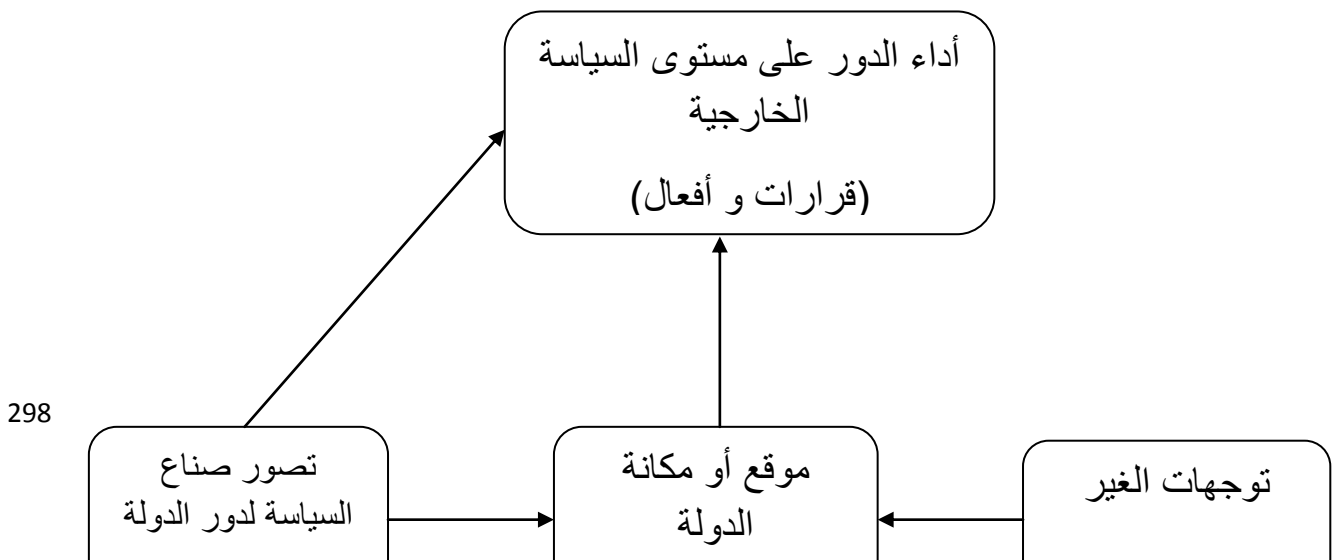 أداء الدور على مستوى السياسة
الخارجية
(قرارات و أفعال)
298
توجهات الغير
موقع أو مكانة
الدولة
تصور صناع
السياسة لدور الدولة